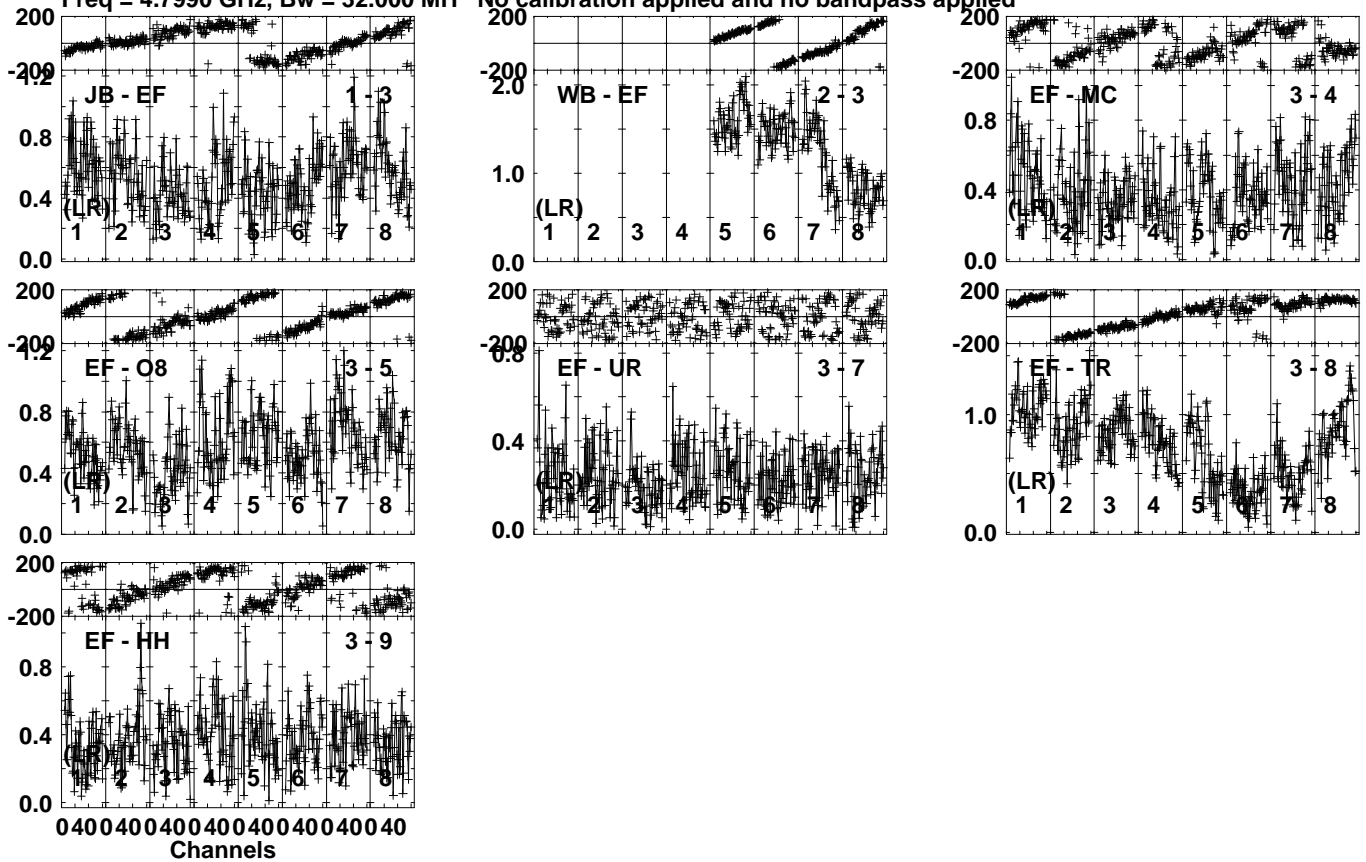 Freq = 4.7990 GHz, Bw = 32.000 MH No calibration applied and no bandpass applied
200
-200
1.2
0.8
0.4
0.0
JB - EF
1 - 3
(LR)
1 2 3 4 5 6 7 8
200
-200
2.0
1.0
0.0
WB - EF
2 - 3
(LR)
1 2 3 4 5 6 7 8
200
-200
0.8
0.4
0.0
EF - MC
3 - 4
(LR)
1 2 3 4 5 6 7 8
200
-200
1.2
0.8
0.4
0.0
EF - O8
3 - 5
(LR)
1 2 3 4 5 6 7 8
200
-200
0.8
0.4
0.0
EF - UR
3 - 7
(LR)
1 2 3 4 5 6 7 8
200
-200
1.0
0.0
EF - TR
3 - 8
(LR)
1 2 3 4 5 6 7 8
200
-200
0.8
0.4
0.0
EF - HH
3 - 9
(LR)
1 2 3 4 5 6 7 8
0 40 0 40 0 40 0 40 0 40 0 40 0 40 0 40
Channels